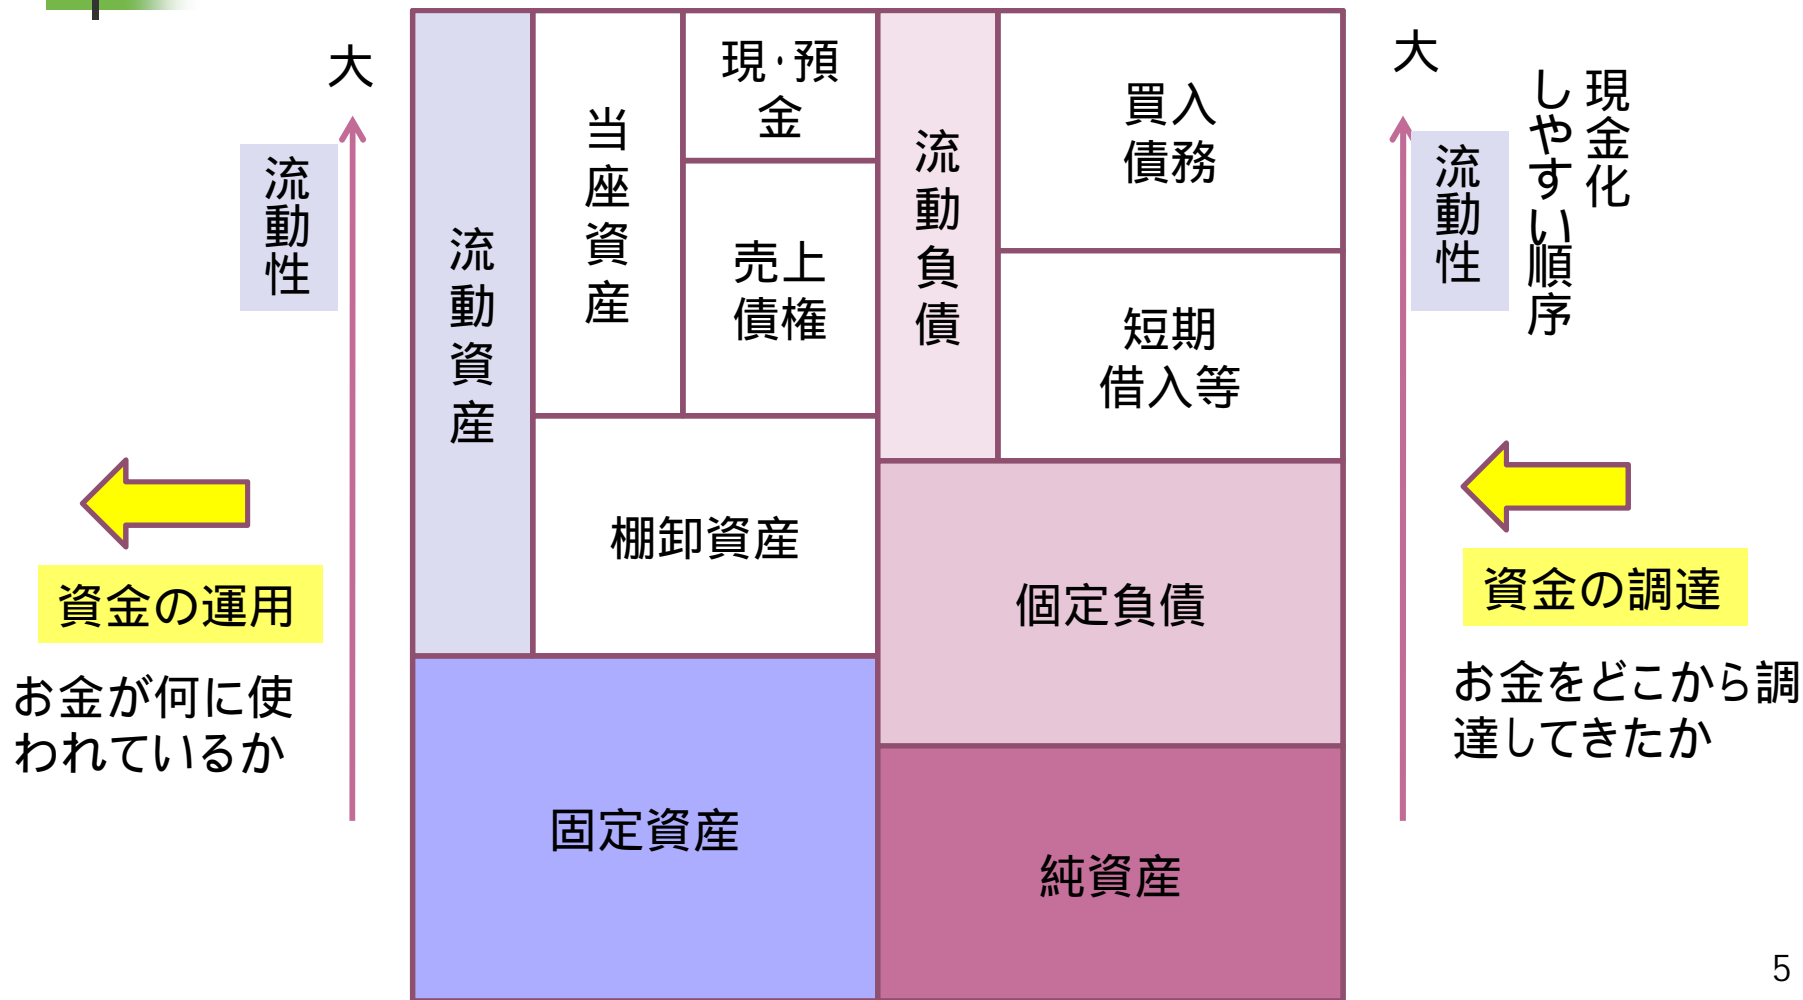 大
流動性
資金の運用
お金が何に使
われているか
流動資産
当座資産
現・預
金
売上
債権
棚卸資産
固定資産
流動負債
買入
債務
短期
借入等
個定負債
純資産
大
流動性
現金化
しやすい順序
資金の調達
お金をどこから調
達してきたか
5